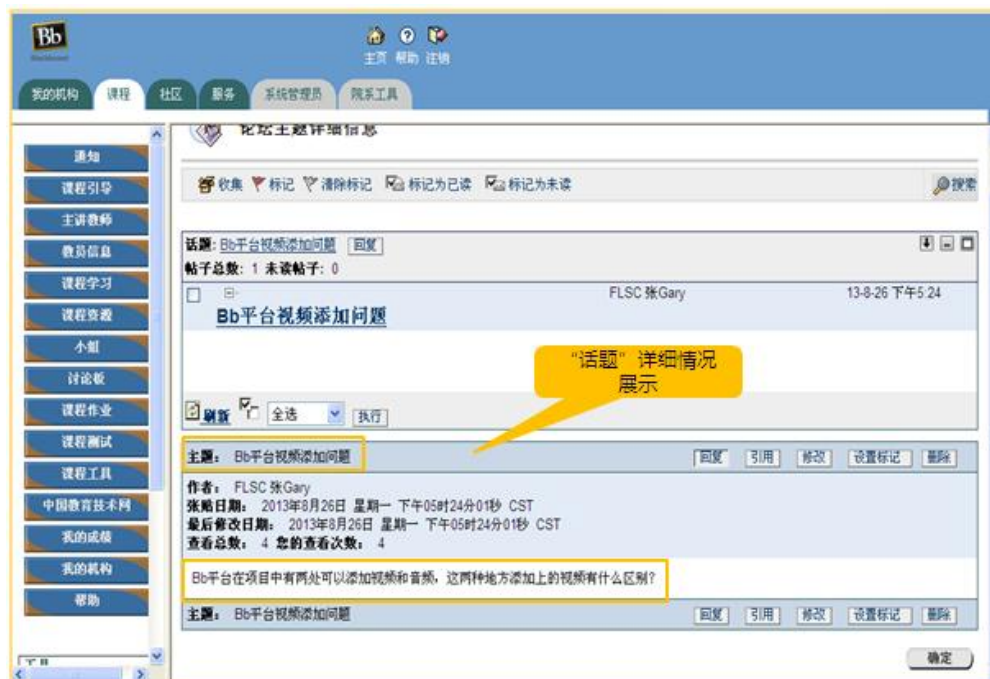 Bb
主页 帮助 注销
我的机构 课程 社区 服务 系统管理员 院系工具
论坛主题详细信息
通知
课程引导
主讲教师
教员信息
课程学习
课程资源
小组
讨论板
课程作业
课程测试
课程工具
中国教育技术网
我的成绩
我的机构
帮助
收集 标记 清除标记 标记为已读 标记为未读 搜索
话题: Bb平台视频添加问题 回复
帖子总数: 1 未读帖子: 0
FLSC 张Gary 13-8-26 下午5:24
Bb平台视频添加问题
“话题”详细情况
展示
刷新 全选 执行
主题: Bb平台视频添加问题 回复 引用 修改 设置标记 删除
作者: FLSC 张Gary
张贴日期: 2013年8月26日 星期一 下午05时24分01秒 CST
最后修改日期: 2013年8月26日 星期一 下午05时24分01秒 CST
查看总数: 4 您的查看次数: 4
Bb平台在项目中有两处可以添加视频和音频，这两种地方添加上的视频有什么区别?
主题: Bb平台视频添加问题 回复 引用 修改 设置标记 删除
确定